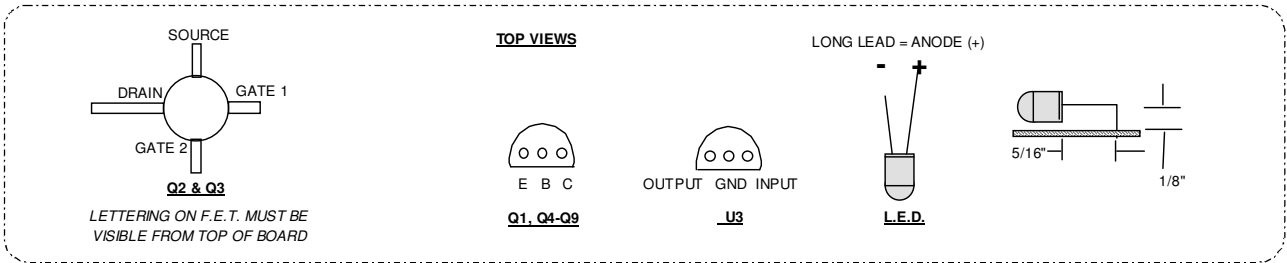 SOURCE
DRAIN
GATE 1
GATE 2
Q2 & Q3
LETTERING ON F.E.T. MUST BE
VISIBLE FROM TOP OF BOARD
TOP VIEWS
E B C
Q1, Q4-Q9
OUTPUT GND INPUT
U3
LONG LEAD = ANODE (+)
- +
L.E.D.
5/16"
1/8"